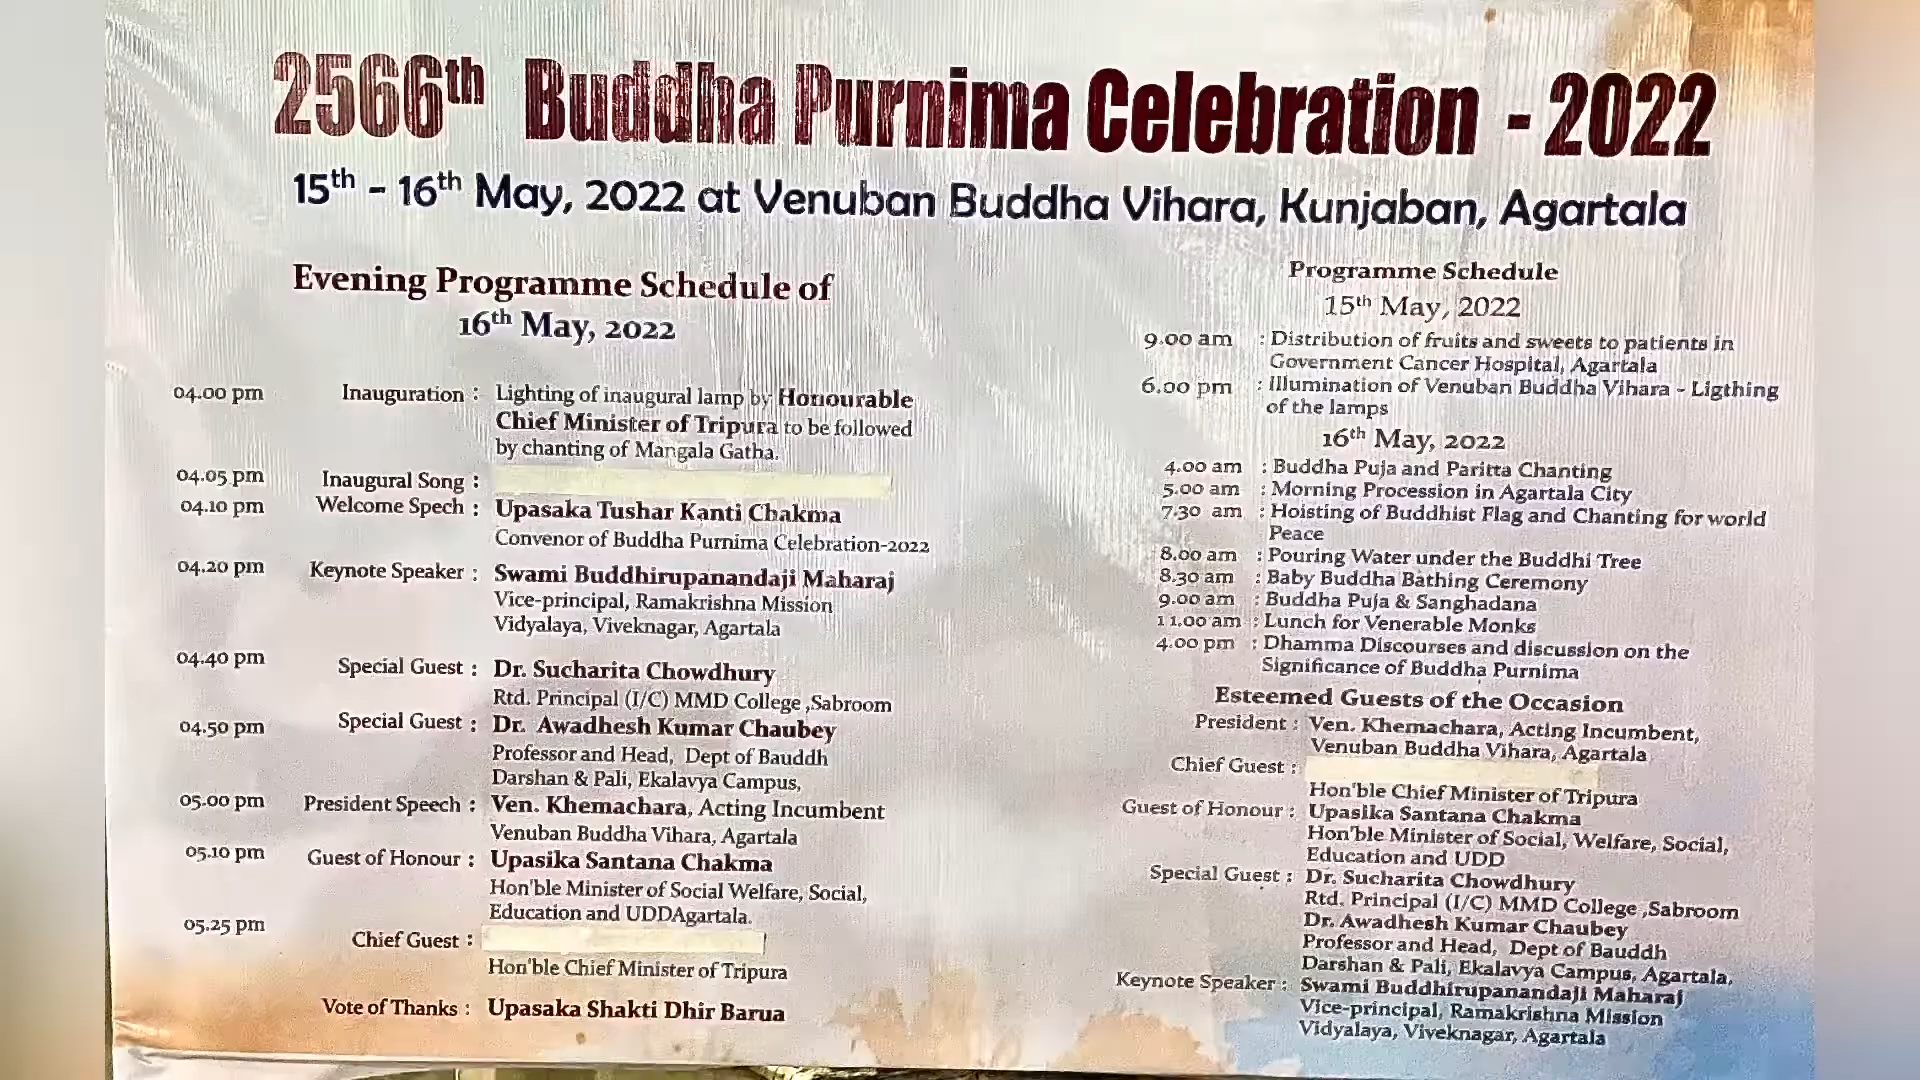 2566th Buddha Purnima Celebration - 2022
15th - 16th May, 2022 at Venuban Buddha Vihara, Kunjaban, Agartala
Evening Programme Schedule of
16th May, 2022
04.00 pm Inauguration : Lighting of inaugural lamp by Honourable
Chief Minister of Tripura to be followed
by chanting of Mangala Gatha.
04.05 pm Inaugural Song :
04.10 pm Welcome Spech : Upasaka Tushar Kanti Chakma
Convenor of Buddha Purnima Celebration-2022
04.20 pm Keynote Speaker : Swami Buddhirupanandaji Maharaj
Vice-principal, Ramakrishna Mission
Vidyalaya, Viveknagar, Agartala
04.40 pm Special Guest : Dr. Sucharita Chowdhury
Rtd. Principal (I/C) MMD College ,Sabroom
04.50 pm Special Guest : Dr. Awadhesh Kumar Chaubey
Professor and Head, Dept of Bauddh
Darshan & Pali, Ekalavya Campus,
05.00 pm President Speech : Ven. Khemachara, Acting Incumbent
Venuban Buddha Vihara, Agartala
05.10 pm Guest of Honour : Upasika Santana Chakma
Hon'ble Minister of Social Welfare, Social,
Education and UDDAgartala.
05.25 pm Chief Guest :
Hon'ble Chief Minister of Tripura
Vote of Thanks : Upasaka Shakti Dhir Barua
Programme Schedule
15th May, 2022
9.00 am : Distribution of fruits and sweets to patients in
Government Cancer Hospital, Agartala
6.00 pm : Illumination of Venuban Buddha Vihara - Ligthing
of the lamps
16th May, 2022
4.00 am : Buddha Puja and Paritta Chanting
5.00 am : Morning Procession in Agartala City
7.30 am : Hoisting of Buddhist Flag and Chanting for world
Peace
8.00 am : Pouring Water under the Buddhi Tree
8.30 am : Baby Buddha Bathing Ceremony
9.00 am : Buddha Puja & Sanghadana
11.00 am : Lunch for Venerable Monks
4.00 pm : Dhamma Discourses and discussion on the
Significance of Buddha Purnima
Esteemed Guests of the Occasion
President : Ven. Khemachara, Acting Incumbent,
Venuban Buddha Vihara, Agartala
Chief Guest :
Hon'ble Chief Minister of Tripura
Guest of Honour : Upasika Santana Chakma
Hon'ble Minister of Social, Welfare, Social,
Education and UDD
Special Guest : Dr. Sucharita Chowdhury
Rtd. Principal (I/C) MMD College ,Sabroom
Dr. Awadhesh Kumar Chaubey
Professor and Head, Dept of Bauddh
Darshan & Pali, Ekalavya Campus, Agartala,
Keynote Speaker : Swami Buddhirupanandaji Maharaj
Vice-principal, Ramakrishna Mission
Vidyalaya, Viveknagar, Agartala